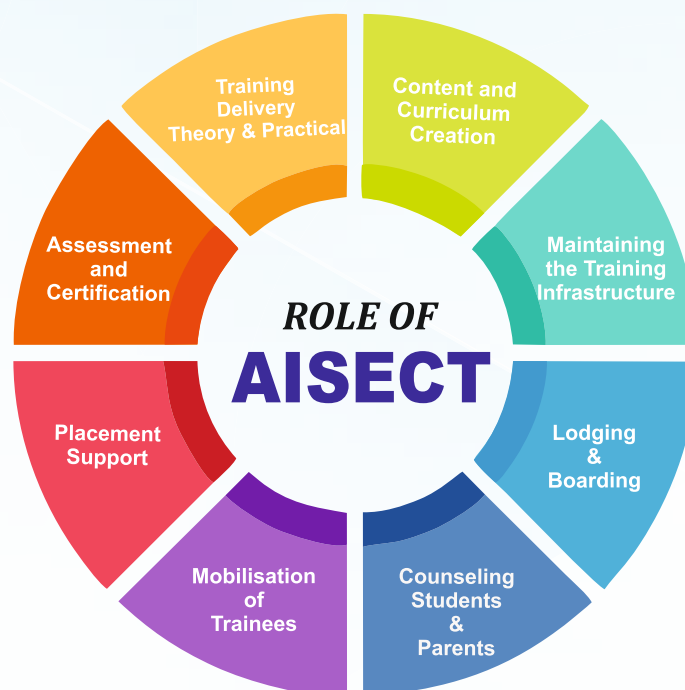 ROLE OF
AISECT
Content and
Curriculum
Creation
Maintaining
the Training
Infrastructure
Lodging
&
Boarding
Counseling
Students
&
Parents
Mobilisation
of
Trainees
Placement
Support
Assessment
and
Certification
Training
Delivery
Theory & Practical